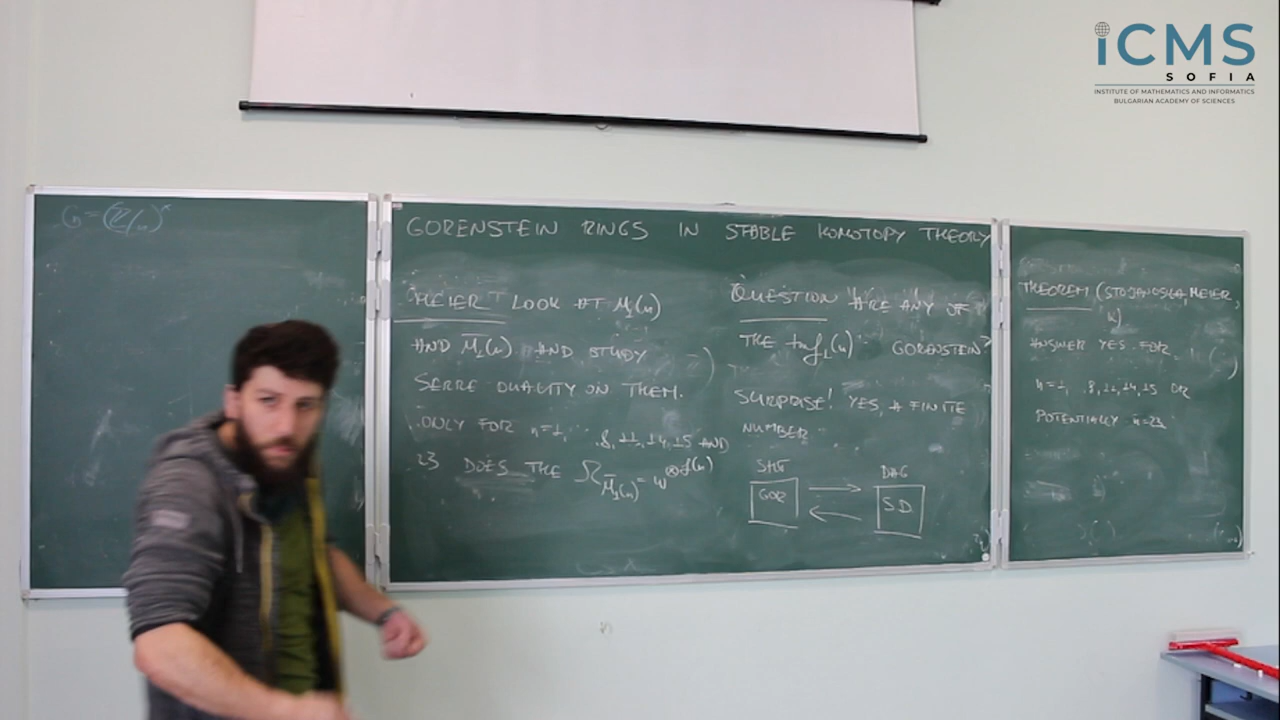 iCMS
SOFIA
INSTITUTE OF MATHEMATICS AND INFORMATICS
BULGARIAN ACADEMY OF SCIENCES
G = (Z/n)^x
GORENSTEIN RINGS IN STABLE HOMOTOPY THEORY
MEIER LOOK AT M₁(n)
AND M̄₁(n) AND STUDY
SERRE DUALITY ON THEM.
ONLY FOR n=1, ..8,11,14,15 AND
23 DOES THE Ω_{M̄₁(n)} = ω^{⊗f(n)}
QUESTION ARE ANY OF
THE tmf₁(n) GORENSTEIN?
SURPRISE! YES, A FINITE
NUMBER
SHT DAG
GOR S.D.
THEOREM (STOJANOSKA, MEIER,
ANSWER YES FOR
n=1, .8,11,14,15 OR
POTENTIALLY n=23